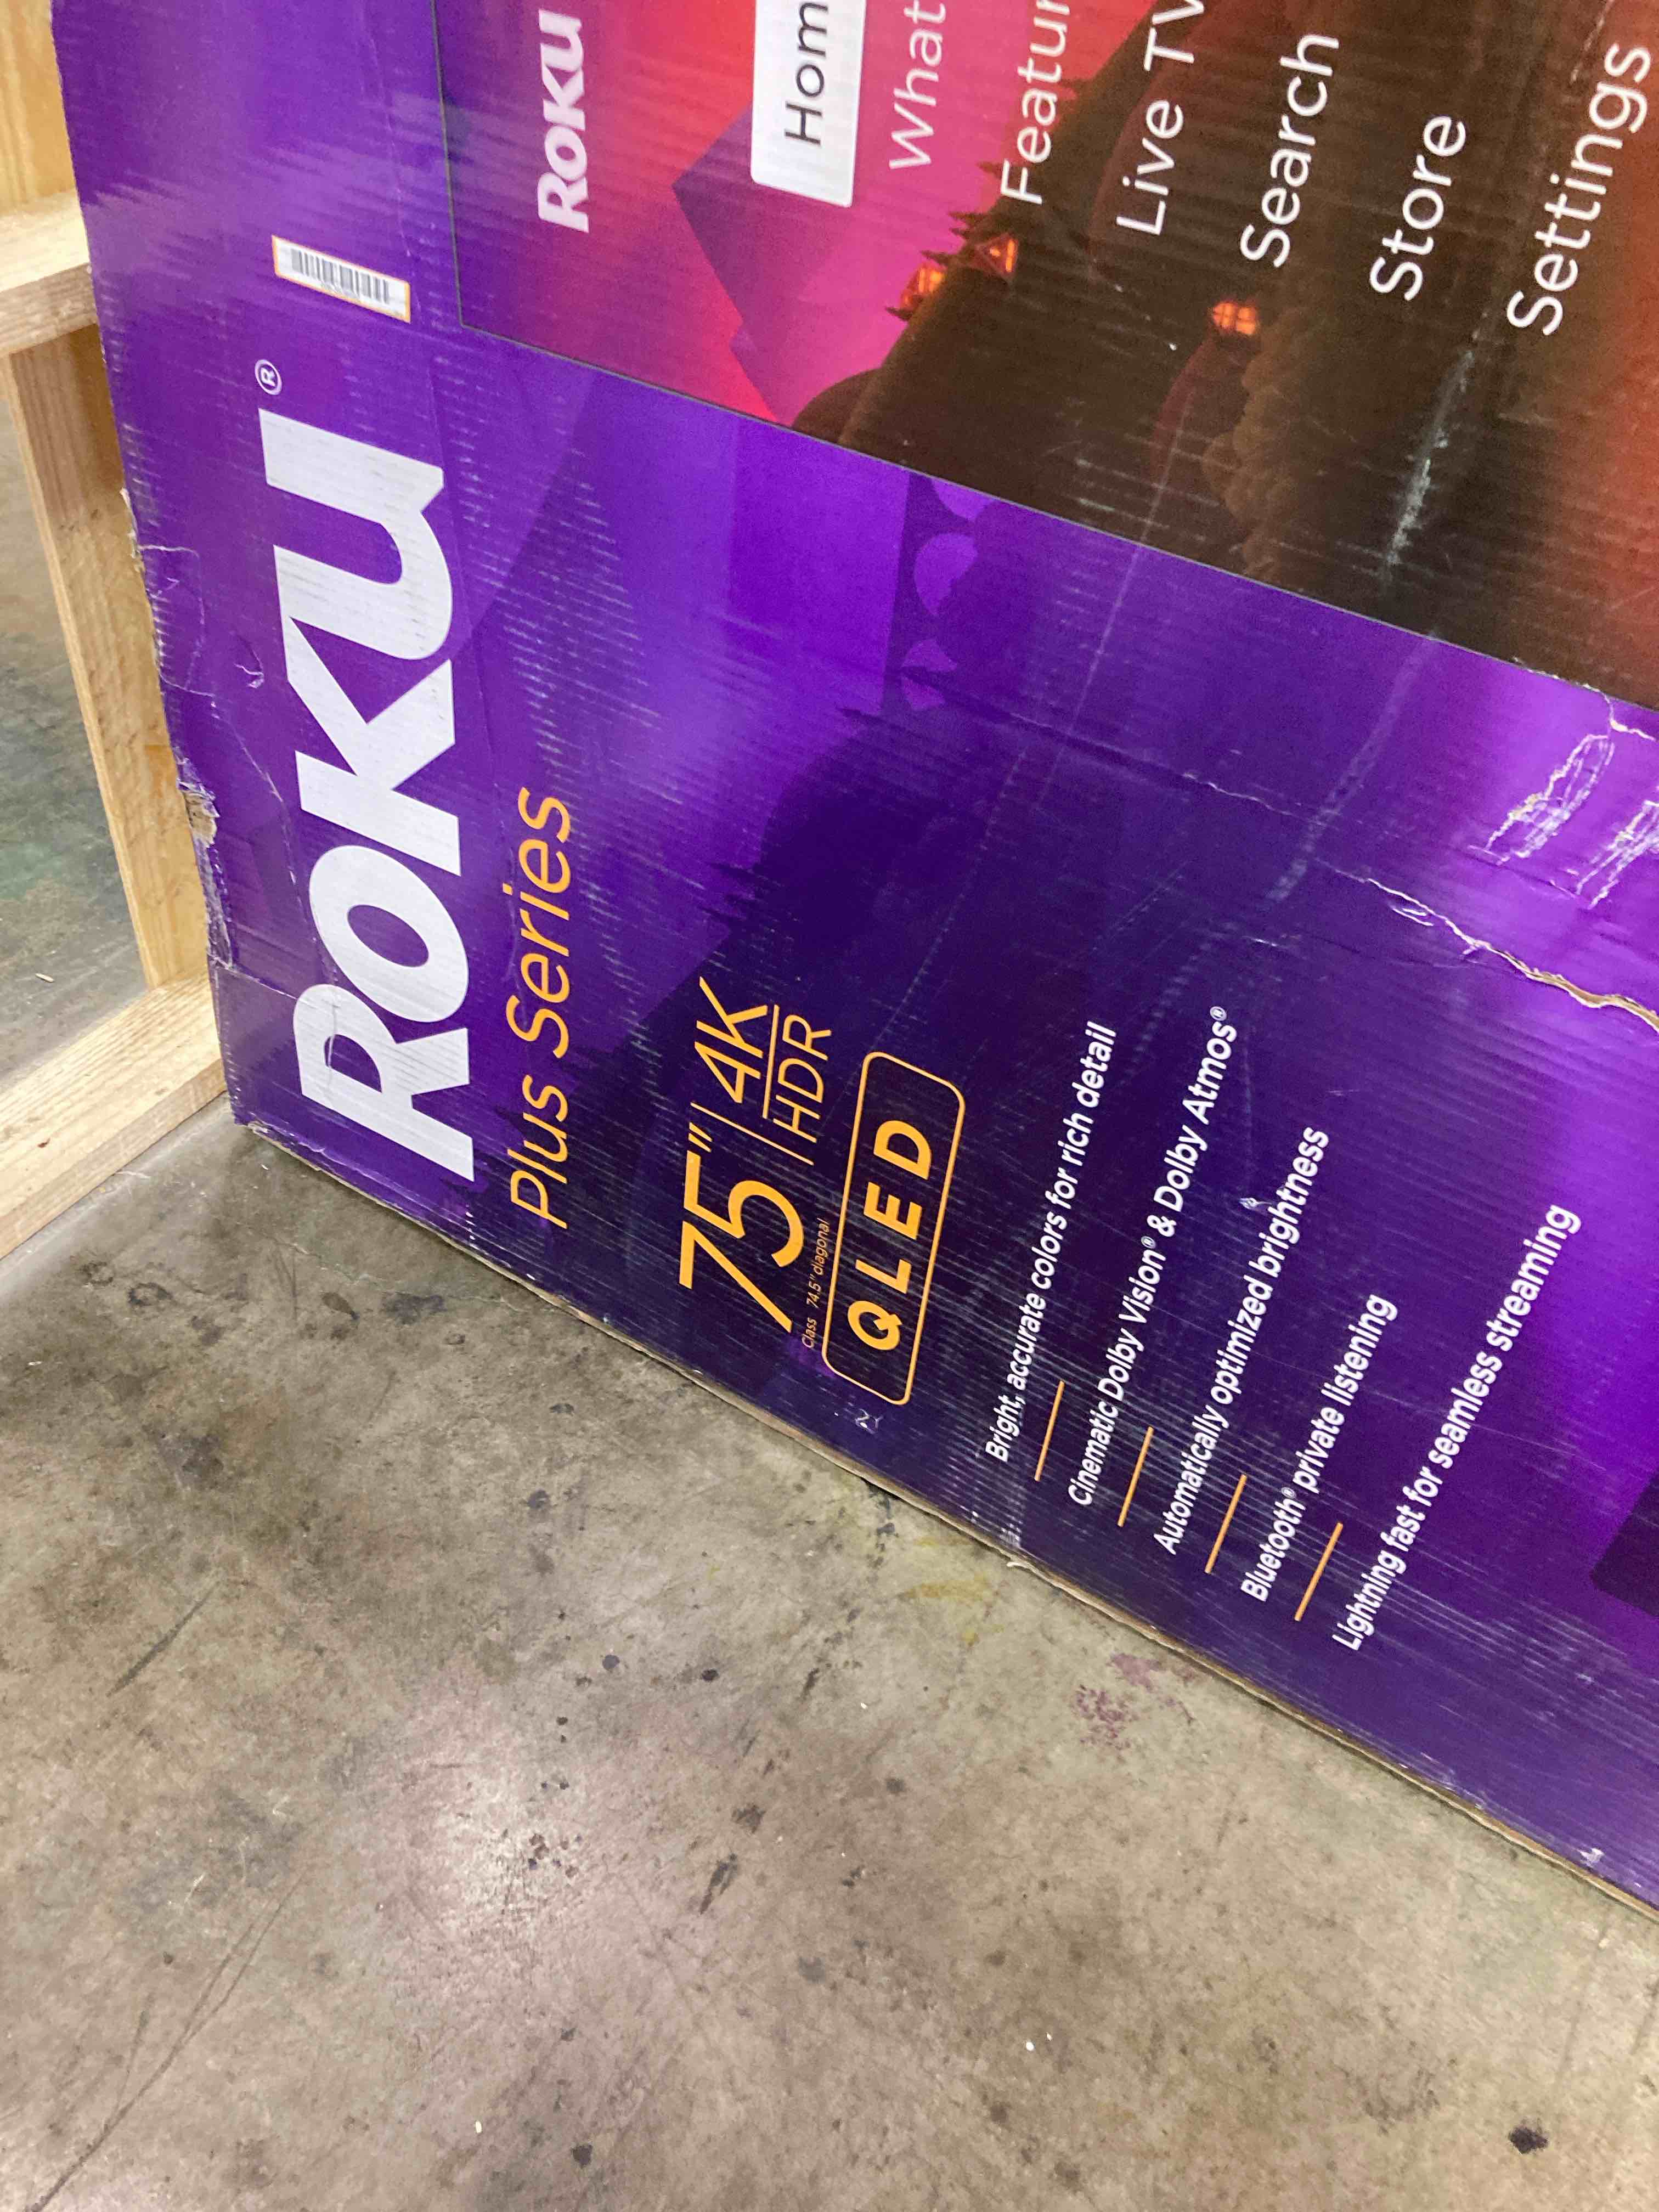 ROKU®
Plus Series
75" | 4K
HDR
Class 74.5" diagonal
QLED
Bright, accurate colors for rich detail
Cinematic Dolby Vision® & Dolby Atmos®
Automatically optimized brightness
Bluetooth® private listening
Lightning fast for seamless streaming
ROKU
Hom
What
Featur
Live TV
Search
Store
Settings